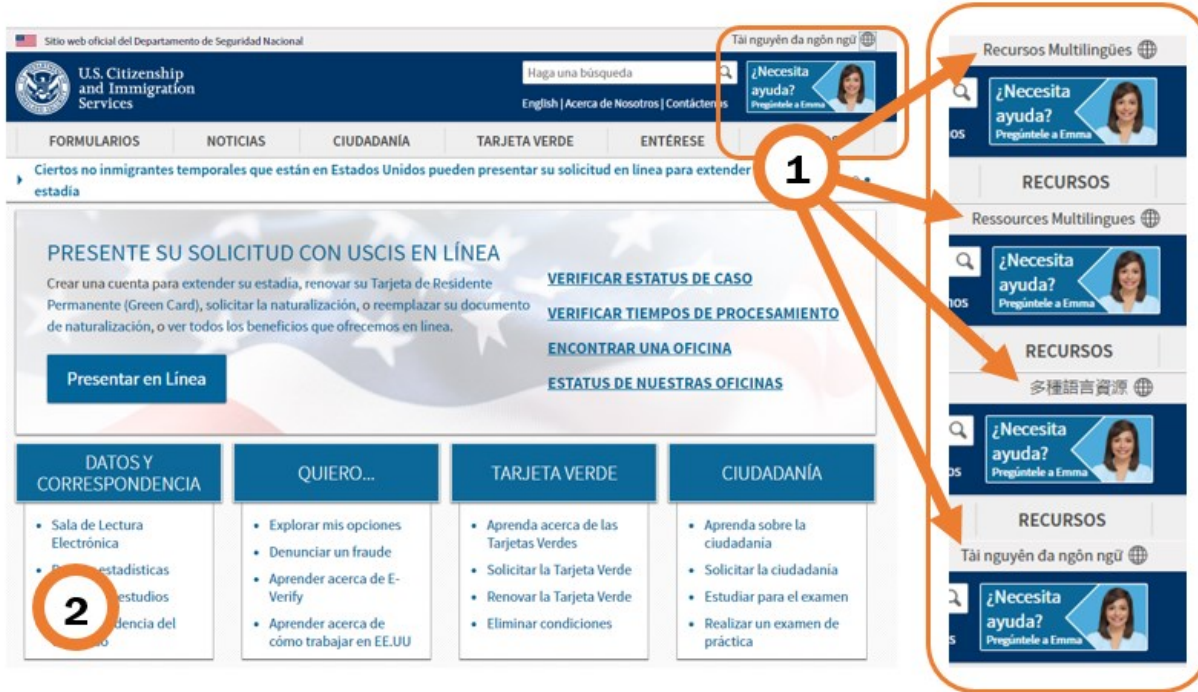 Sitio web oficial del Departamento de Seguridad Nacional
Tài nguyên đa ngôn ngữ
U.S. Citizenship
and Immigration
Services
Haga una búsqueda
English | Acerca de Nosotros |
¿Necesita
ayuda?
Pregúntele a Emma
FORMULARIOS
NOTICIAS
CIUDADANÍA
TARJETA VERDE
ENTÉRESE
Ciertos no inmigrantes temporales que están en Estados Unidos pueden presentar su solicitud en línea para extender
estadía
PRESENTE SU SOLICITUD CON USCIS EN LÍNEA
Crear una cuenta para extender su estadía, renovar su Tarjeta de Residente
Permanente (Green Card), solicitar la naturalización, o reemplazar su documento
de naturalización, o ver todos los beneficios que ofrecemos en línea.
Presentar en Línea
VERIFICAR ESTATUS DE CASO
VERIFICAR TIEMPOS DE PROCESAMIENTO
ENCONTRAR UNA OFICINA
ESTATUS DE NUESTRAS OFICINAS
DATOS Y
CORRESPONDENCIA
Sala de Lectura
Electrónica
estadísticas
estudios
del
2
QUIERO...
Explorar mis opciones
Denunciar un fraude
Aprender acerca de E-
Verify
Aprender acerca de
cómo trabajar en EE.UU
TARJETA VERDE
Aprenda acerca de las
Tarjetas Verdes
Solicitar la Tarjeta Verde
Renovar la Tarjeta Verde
Eliminar condiciones
CIUDADANÍA
Aprenda sobre la
ciudadanía
Solicitar la ciudadanía
Estudiar para el examen
Realizar un examen de
práctica
1
Recursos Multilingües
¿Necesita
ayuda?
Pregúntele a Emma
RECURSOS
Ressources Multilingues
¿Necesita
ayuda?
Pregúntele a Emma
RECURSOS
多種語言資源
¿Necesita
ayuda?
Pregúntele a Emma
RECURSOS
Tài nguyên đa ngôn ngữ
¿Necesita
ayuda?
Pregúntele a Emma